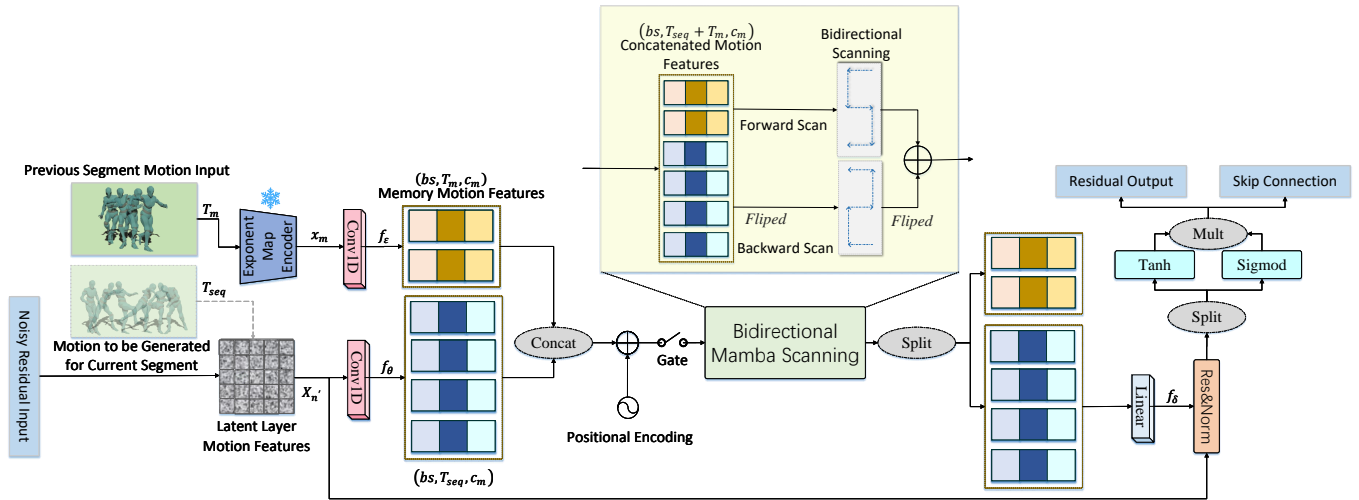 (bs, T_seq + T_m, c_m)
Concatenated Motion
Features
Bidirectional
Scanning
Forward Scan
Fliped
Fliped
Backward Scan
Previous Segment Motion Input
T_m
Exponent
Map
Encoder
x_m
Conv1D
f_ε
(bs, T_m, c_m)
Memory Motion Features
Noisy Residual Input
T_seq
Motion to be Generated
for Current Segment
Latent Layer
Motion Features
X_n'
Conv1D
f_θ
(bs, T_seq, c_m)
Concat
Positional Encoding
Gate
Bidirectional
Mamba Scanning
Split
Linear
f_δ
Res&Norm
Split
Tanh
Sigmod
Mult
Residual Output
Skip Connection